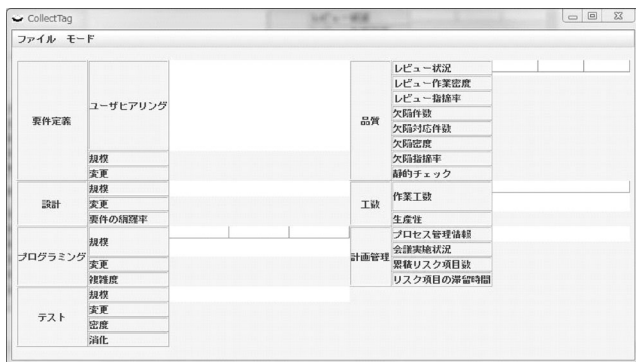 CollectTag
ファイル モード
要件定義
ユーザヒアリング
規模
変更
設計
規模
変更
要件の網羅率
プログラミング
規模
変更
複雑度
テスト
規模
変更
密度
消化
品質
レビュー状況
レビュー作業密度
レビュー指摘率
欠陥件数
欠陥対応件数
欠陥密度
欠陥指摘率
静的チェック
工数
作業工数
生産性
計画管理
プロセス管理情報
会議実施状況
累積リスク項目数
リスク項目の滞留時間